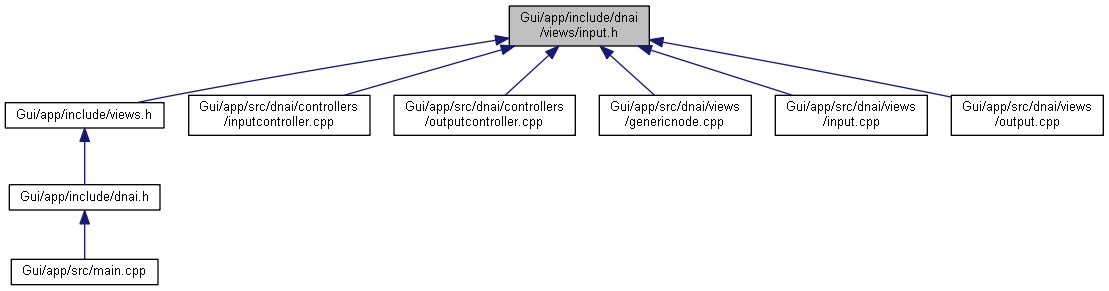 Gui/app/include/dnai
/views/input.h
Gui/app/include/views.h
Gui/app/src/dnai/controllers
/inputcontroller.cpp
Gui/app/src/dnai/controllers
/outputcontroller.cpp
Gui/app/src/dnai/views
/genericnode.cpp
Gui/app/src/dnai/views
/input.cpp
Gui/app/src/dnai/views
/output.cpp
Gui/app/include/dnai.h
Gui/app/src/main.cpp